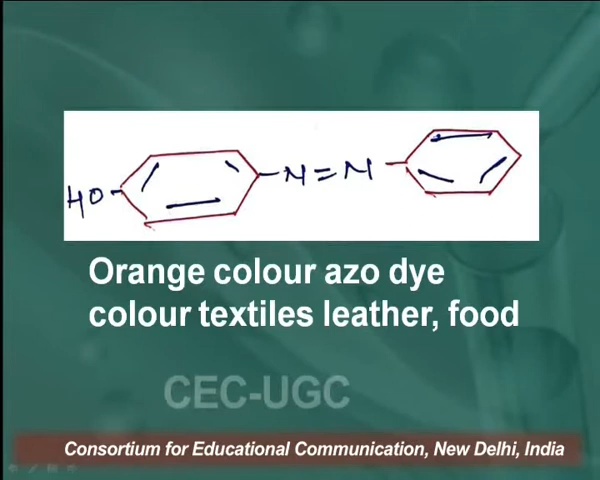 HO-
-N=N-
Orange colour azo dye
colour textiles leather, food
CEC-UGC
Consortium for Educational Communication, New Delhi, India